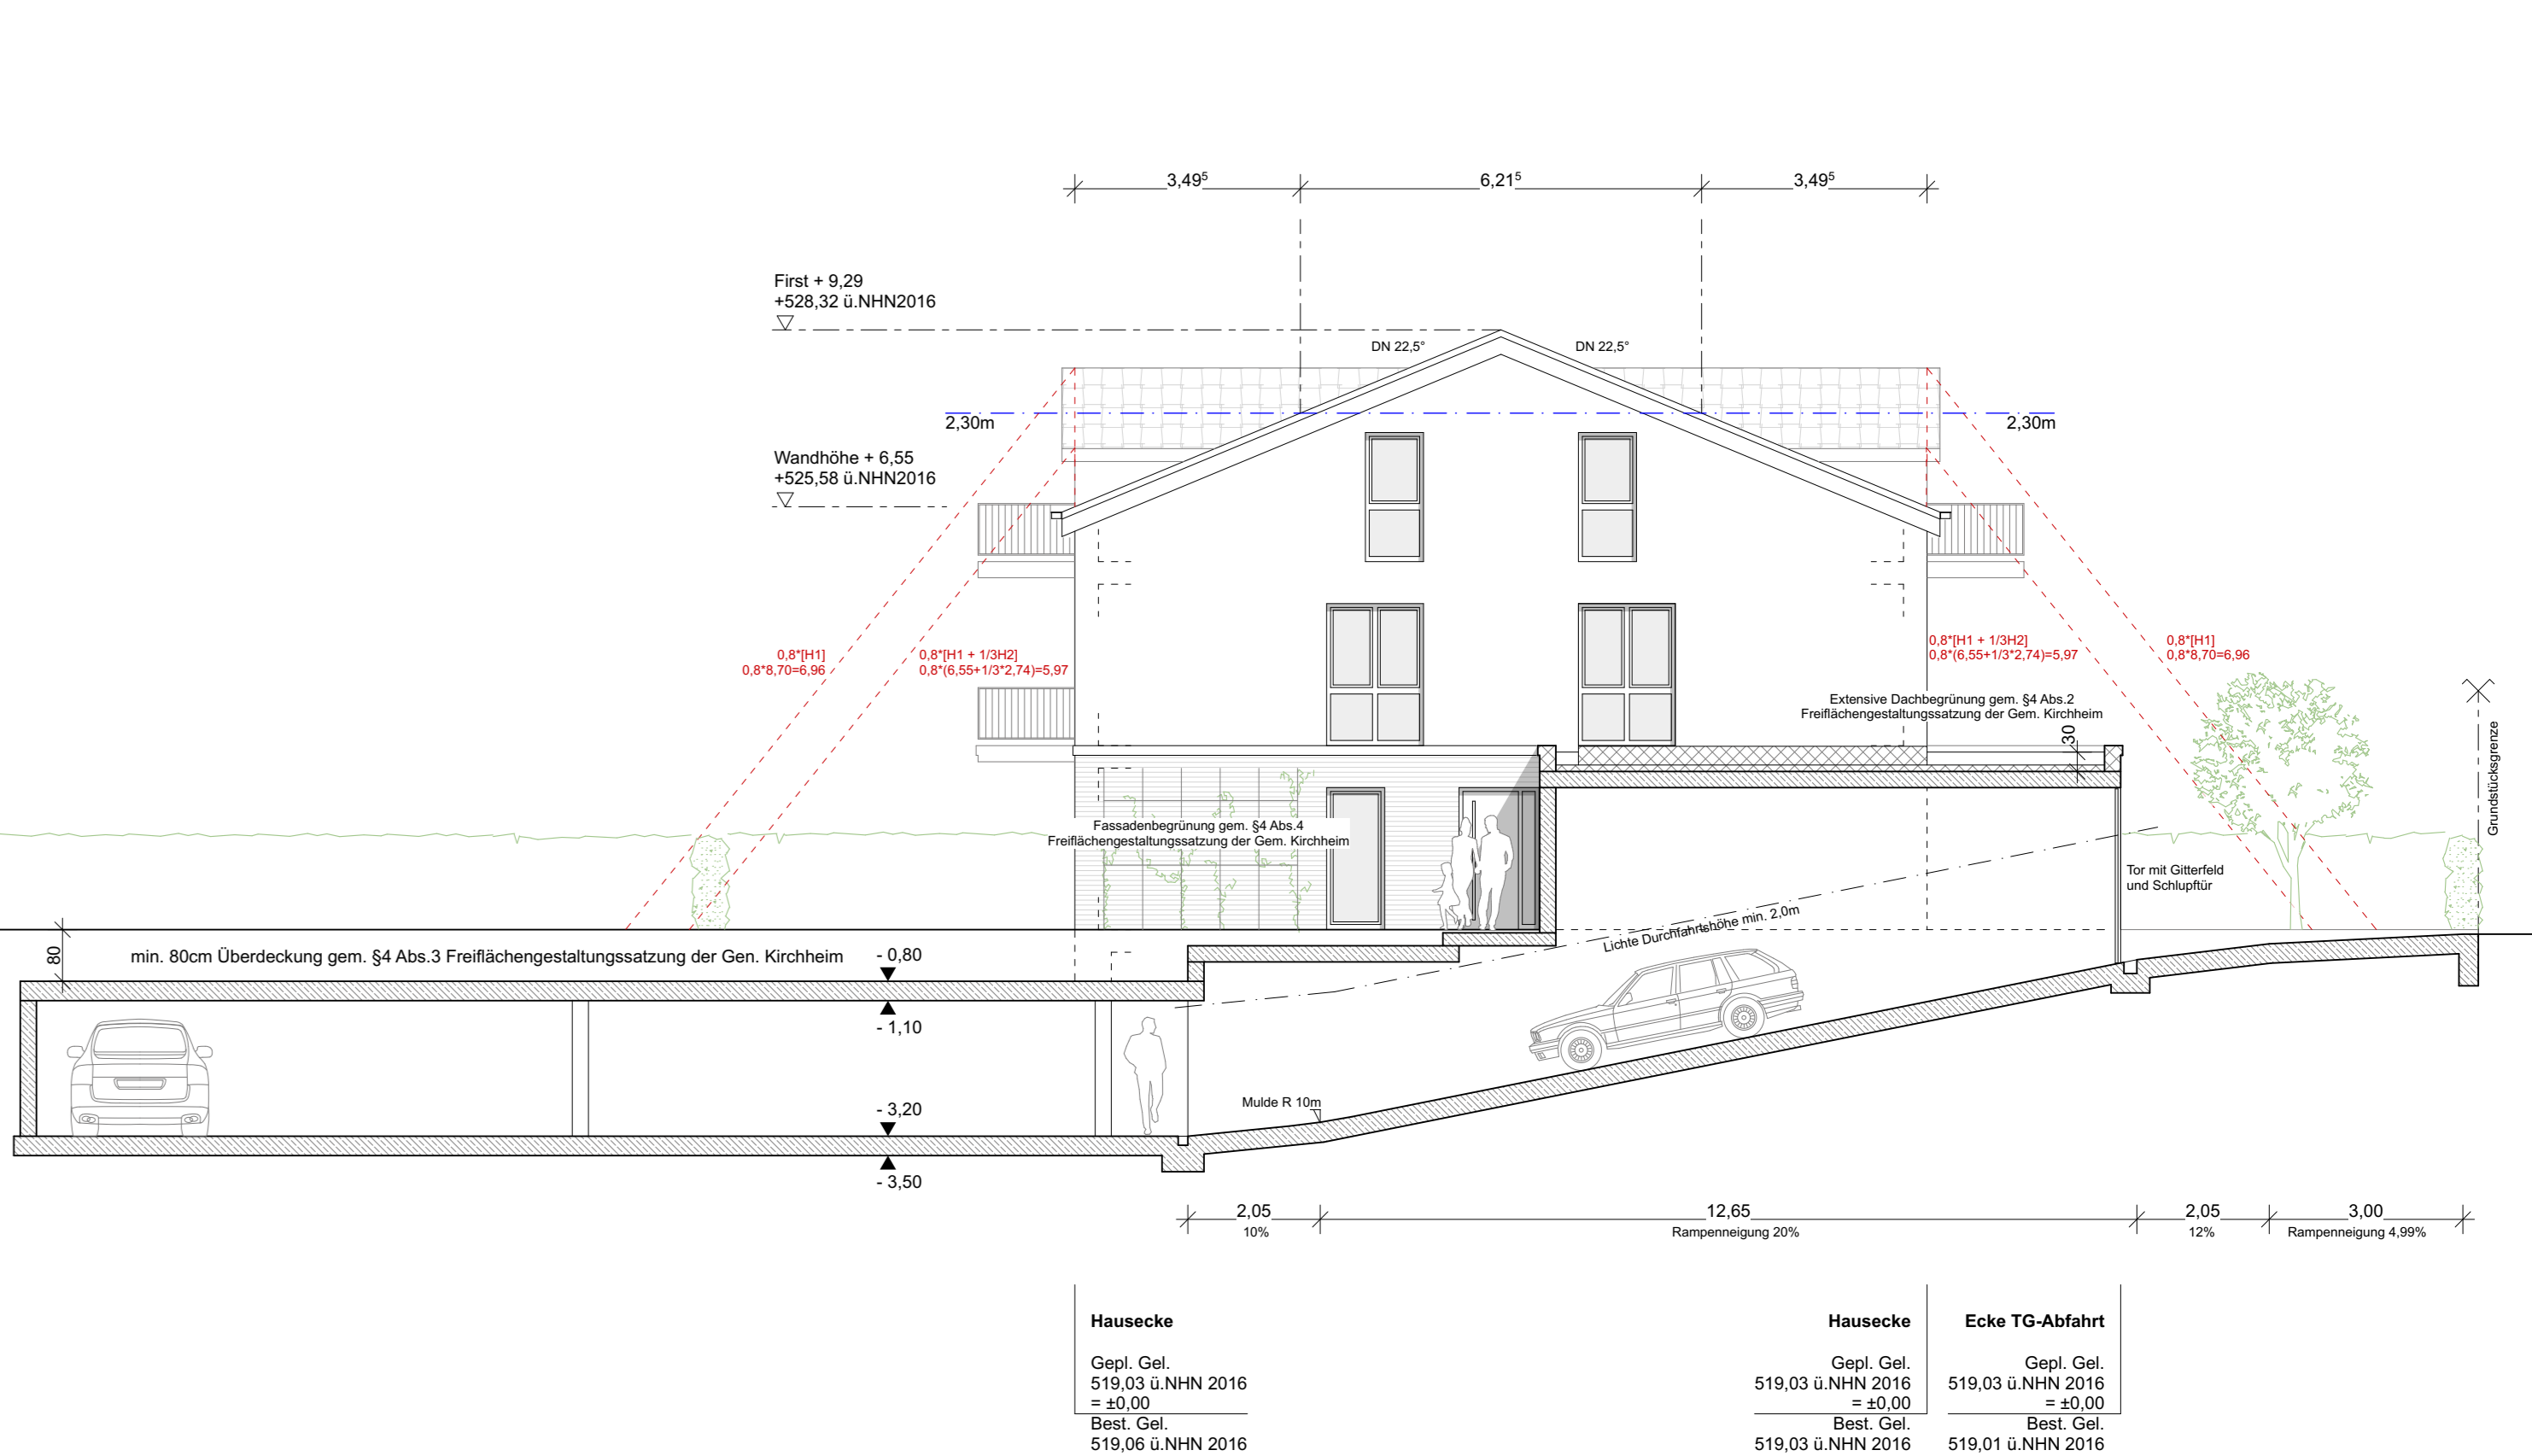 3,49⁵
6,21⁵
3,49⁵
First + 9,29
+528,32 ü.NHN2016
DN 22,5°
DN 22,5°
2,30m
2,30m
Wandhöhe + 6,55
+525,58 ü.NHN2016
0,8*[H1]
0,8*8,70=6,96
0,8*[H1 + 1/3H2]
0,8*(6,55+1/3*2,74)=5,97
0,8*[H1 + 1/3H2]
0,8*(6,55+1/3*2,74)=5,97
0,8*[H1]
0,8*8,70=6,96
Extensive Dachbegrünung gem. §4 Abs.2
Freiflächengestaltungssatzung der Gem. Kirchheim
30
Grundstücksgrenze
Fassadenbegrünung gem. §4 Abs.4
Freiflächengestaltungssatzung der Gem. Kirchheim
Tor mit Gitterfeld
und Schlupftür
Lichte Durchfahrtshöhe min. 2,0m
80
min. 80cm Überdeckung gem. §4 Abs.3 Freiflächengestaltungssatzung der Gen. Kirchheim
- 0,80
- 1,10
- 3,20
- 3,50
Mulde R 10m
2,05
10%
12,65
Rampenneigung 20%
2,05
12%
3,00
Rampenneigung 4,99%
Hausecke
Gepl. Gel.
519,03 ü.NHN 2016
= ±0,00
Best. Gel.
519,06 ü.NHN 2016
Hausecke
Gepl. Gel.
519,03 ü.NHN 2016
= ±0,00
Best. Gel.
519,03 ü.NHN 2016
Ecke TG-Abfahrt
Gepl. Gel.
519,03 ü.NHN 2016
= ±0,00
Best. Gel.
519,01 ü.NHN 2016